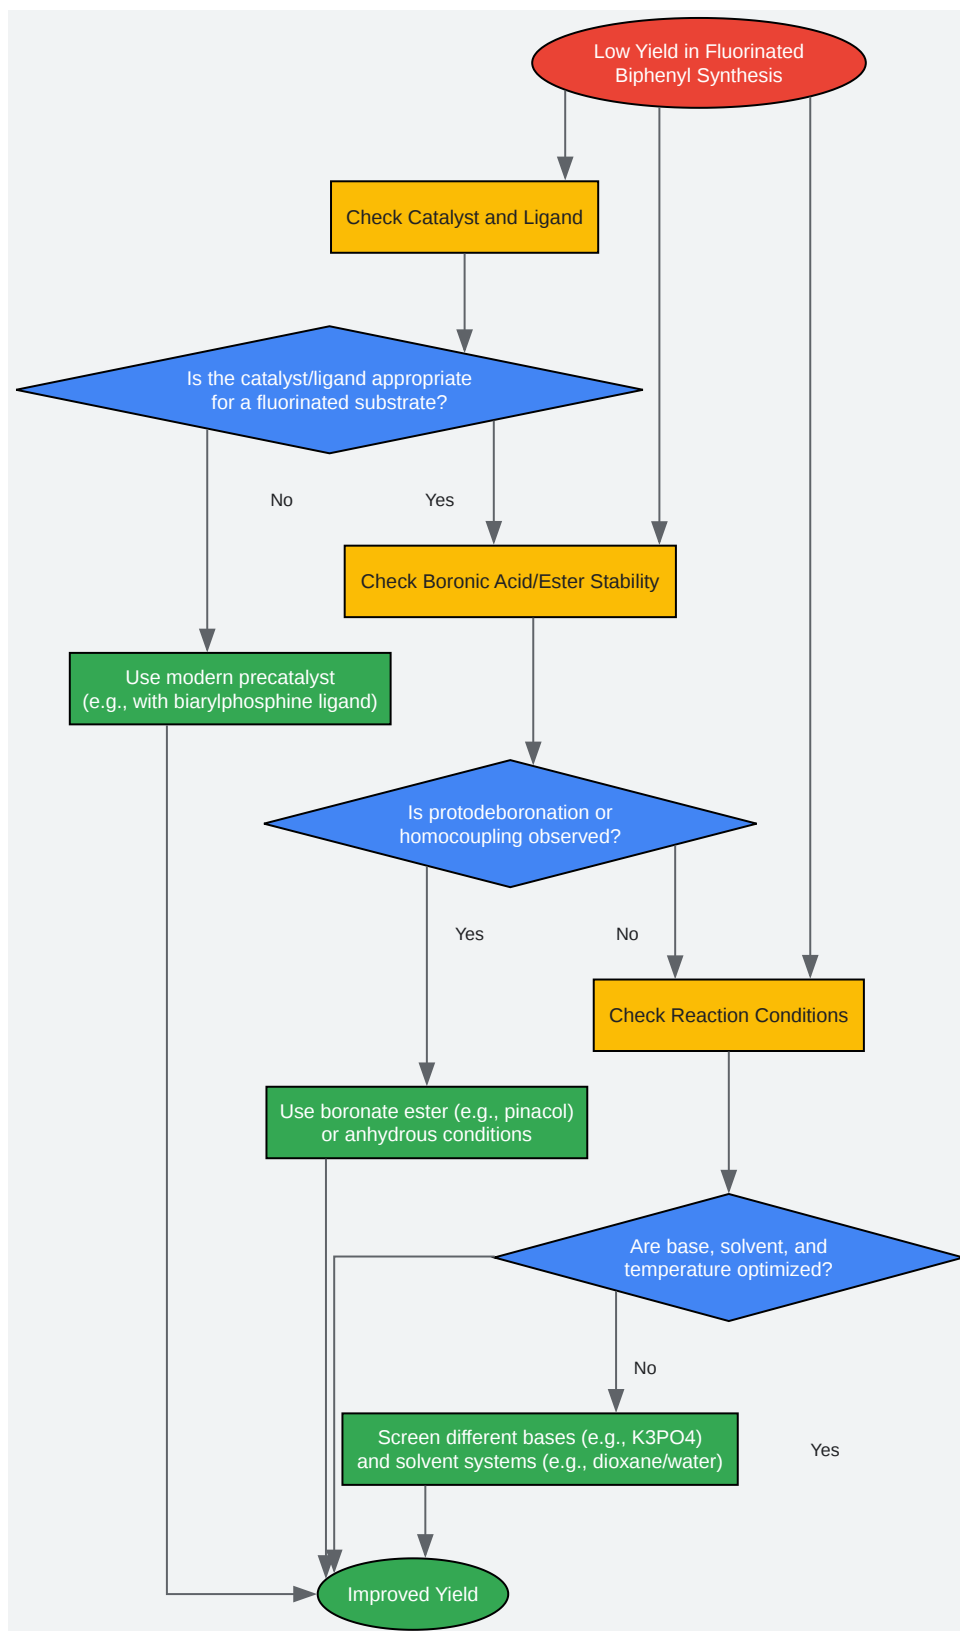 Low Yield in Fluorinated
Biphenyl Synthesis
Check Catalyst and Ligand
Is the catalyst/ligand appropriate
for a fluorinated substrate?
No
Yes
Check Boronic Acid/Ester Stability
Use modern precatalyst
(e.g., with biarylphosphine ligand)
Is protodeboronation or
homocoupling observed?
Yes
No
Check Reaction Conditions
Use boronate ester (e.g., pinacol)
or anhydrous conditions
Are base, solvent, and
temperature optimized?
No
Screen different bases (e.g., K3PO4)
and solvent systems (e.g., dioxane/water)
Yes
Improved Yield